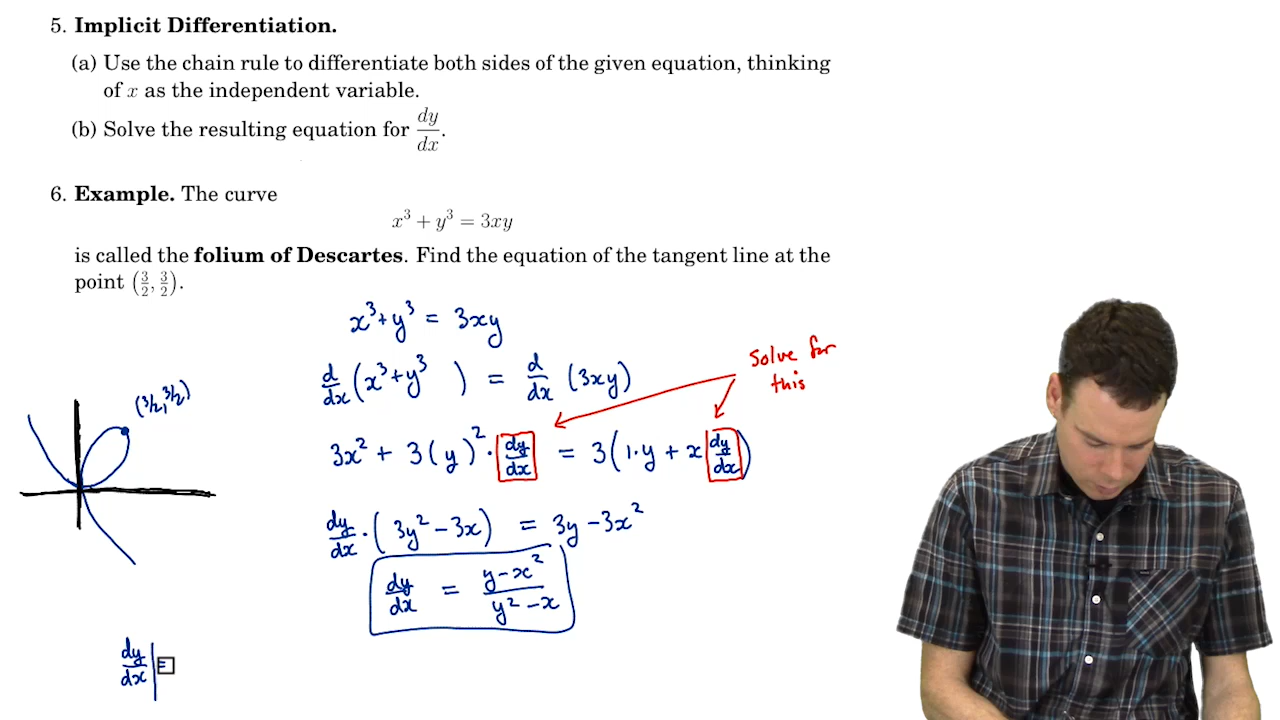 5. Implicit Differentiation.
(a) Use the chain rule to differentiate both sides of the given equation, thinking
of x as the independent variable.
(b) Solve the resulting equation for dy/dx.
6. Example. The curve
x³ + y³ = 3xy
is called the folium of Descartes. Find the equation of the tangent line at the
point (3/2, 3/2).
x³+y³ = 3xy
d/dx (x³+y³ ) = d/dx (3xy)
Solve for
this
(3/2, 3/2)
3x² + 3(y)² · dy/dx = 3(1·y + x dy/dx)
dy/dx · (3y² - 3x) = 3y - 3x²
dy/dx = (y-x²)/(y²-x)
dy/dx |